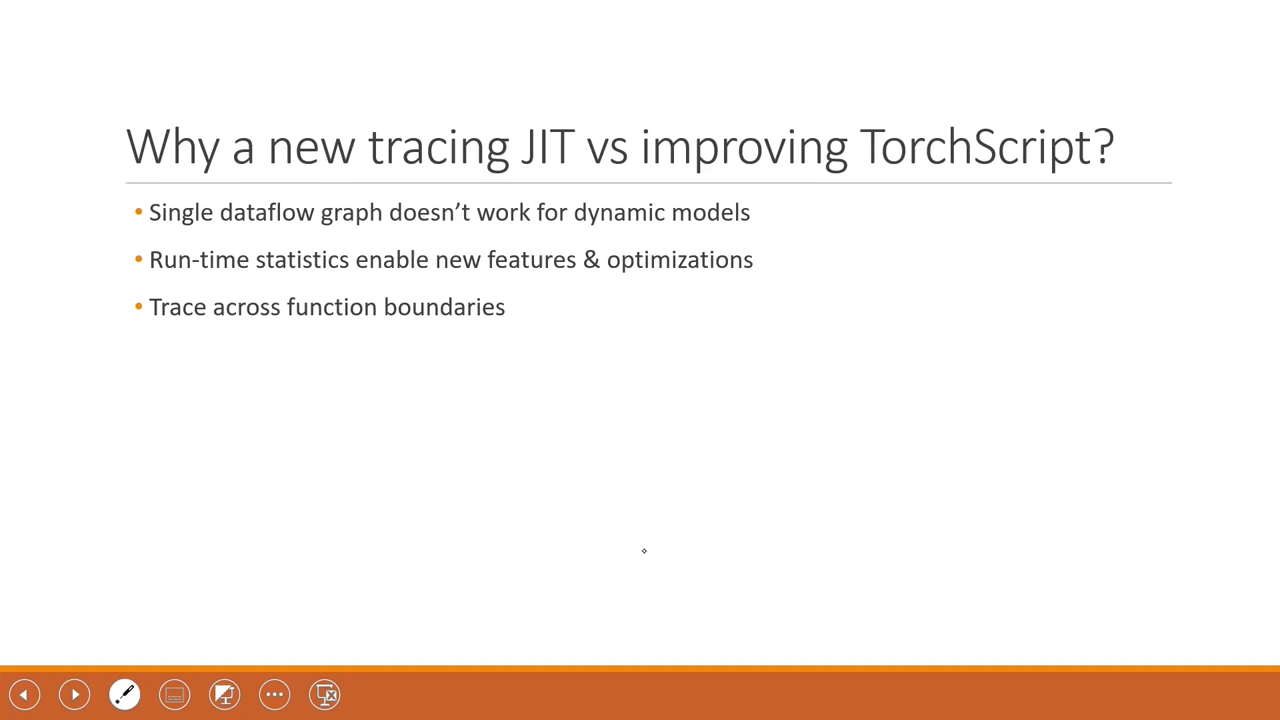 Why a new tracing JIT vs improving TorchScript?
• Single dataflow graph doesn’t work for dynamic models
• Run-time statistics enable new features & optimizations
• Trace across function boundaries